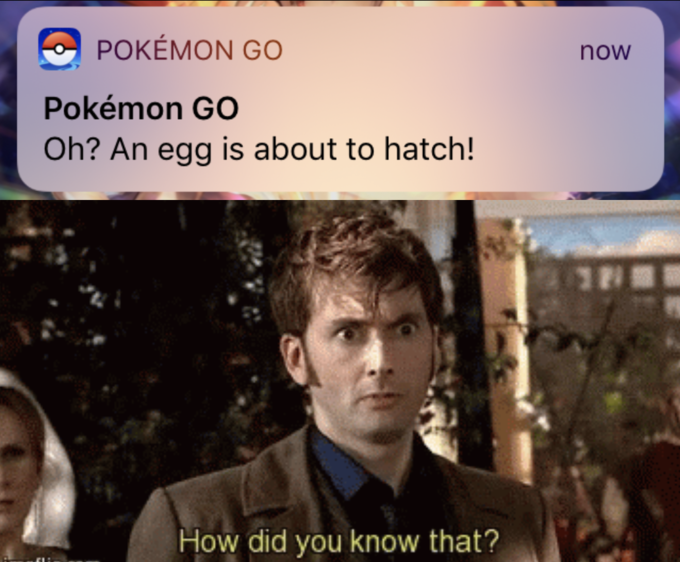 POKÉMON GO
now
Pokémon GO
Oh? An egg is about to hatch!
How did you know that?